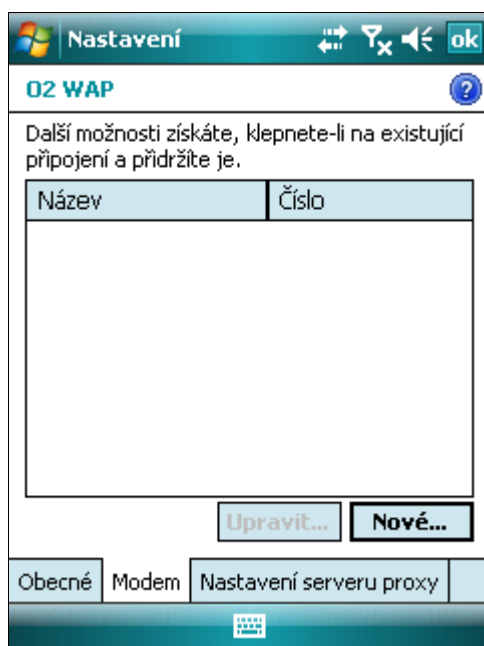 Nastavení
ok
O2 WAP
?
Další možnosti získáte, klepnete-li na existující
připojení a přidržíte je.
Název Číslo
Upravit... Nové...
Obecné Modem Nastavení serveru proxy